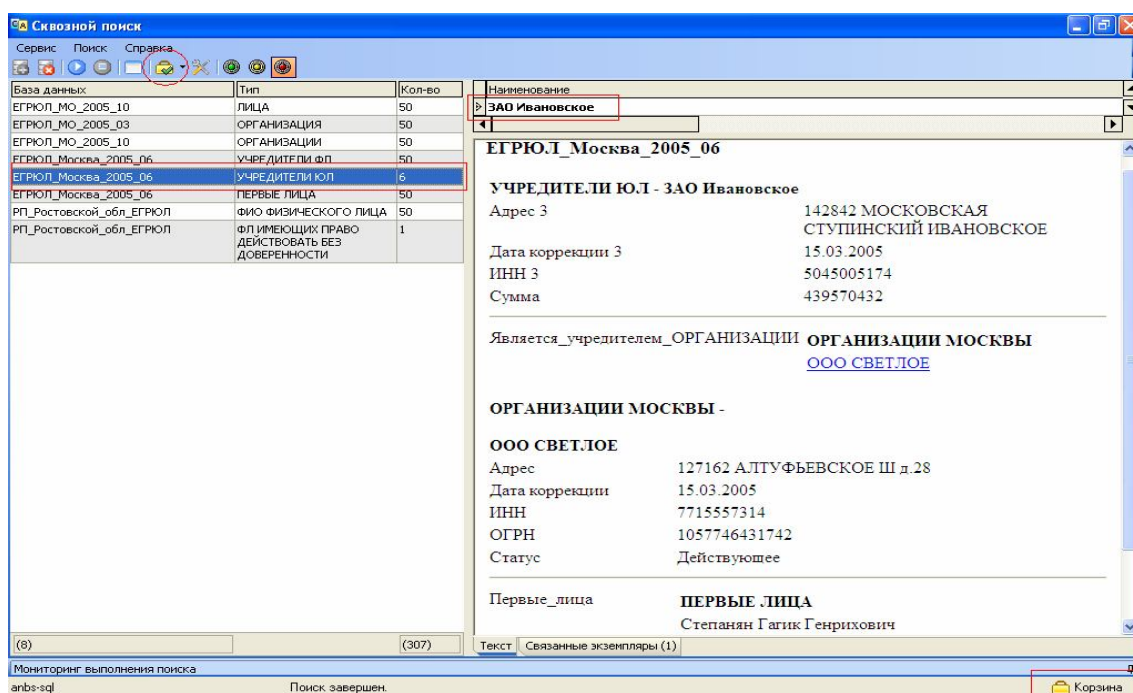 Сквозной поиск
Сервис Поиск Справка
База данных Тип Кол-во
ЕГРЮЛ_МО_2005_10 ЛИЦА 50
ЕГРЮЛ_МО_2005_03 ОРГАНИЗАЦИЯ 50
ЕГРЮЛ_МО_2005_10 ОРГАНИЗАЦИИ 50
ЕГРЮЛ_Москва_2005_06 УЧРЕДИТЕЛИ ФЛ 50
ЕГРЮЛ_Москва_2005_06 УЧРЕДИТЕЛИ ЮЛ 6
ЕГРЮЛ_Москва_2005_06 ПЕРВЫЕ ЛИЦА 50
РП_Ростовской_обл_ЕГРЮЛ ФИО ФИЗИЧЕСКОГО ЛИЦА 50
РП_Ростовской_обл_ЕГРЮЛ ФЛ ИМЕЮЩИХ ПРАВО 1
ДЕЙСТВОВАТЬ БЕЗ
ДОВЕРЕННОСТИ
(8) (307)
Наименование
ЗАО Ивановское
ЕГРЮЛ_Москва_2005_06
УЧРЕДИТЕЛИ ЮЛ - ЗАО Ивановское
Адрес 3 142842 МОСКОВСКАЯ
СТУПИНСКИЙ ИВАНОВСКОЕ
Дата коррекции 3 15.03.2005
ИНН 3 5045005174
Сумма 439570432
Является_учредителем_ОРГАНИЗАЦИИ ОРГАНИЗАЦИИ МОСКВЫ
ООО СВЕТЛОЕ
ОРГАНИЗАЦИИ МОСКВЫ -
ООО СВЕТЛОЕ
Адрес 127162 АЛТУФЬЕВСКОЕ Ш д.28
Дата коррекции 15.03.2005
ИНН 7715557314
ОГРН 1057746431742
Статус Действующее
Первые_лица ПЕРВЫЕ ЛИЦА
Степанян Гагик Генрихович
Текст Связанные экземпляры (1)
Мониторинг выполнения поиска
anbs-sql Поиск завершен. Корзина